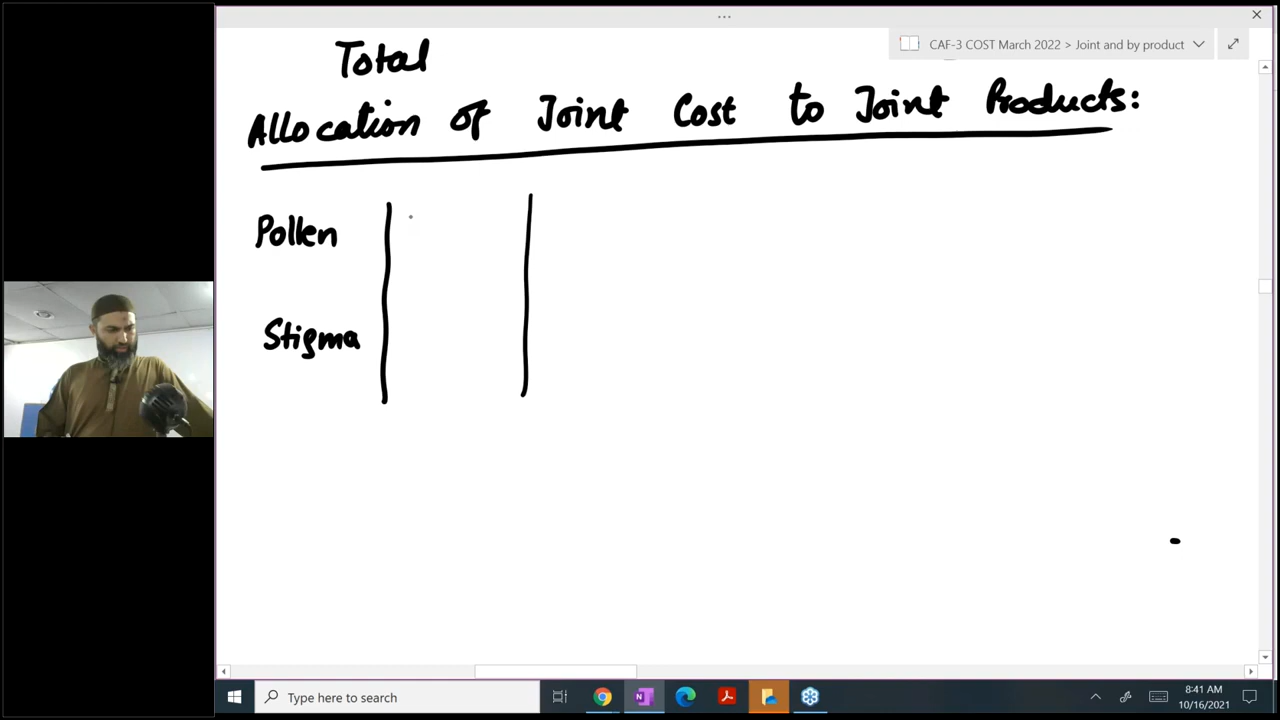 CAF-3 COST March 2022 > Joint and by product
Total
Allocation of Joint Cost to Joint Products:
Pollen
Stigma
Type here to search
8:41 AM
10/16/2021